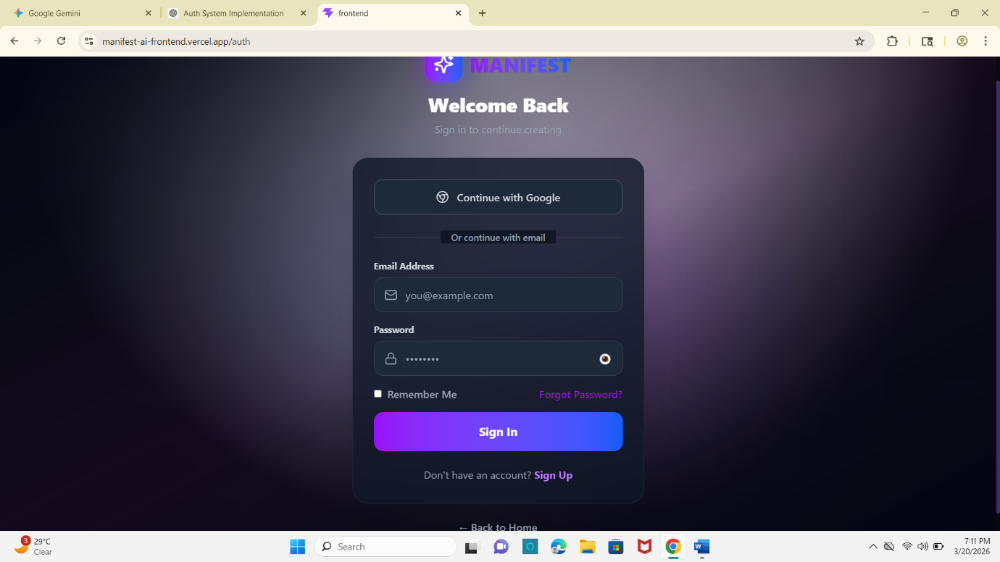 Google Gemini
Auth System Implementation
frontend
manifest-ai-frontend.vercel.app/auth
MANIFEST
Welcome Back
Sign in to continue creating
Continue with Google
Or continue with email
Email Address
you@example.com
Password
••••••••
Remember Me
Forgot Password?
Sign In
Don't have an account? Sign Up
← Back to Home
3
29°C
Clear
Search
W
7:11 PM
3/20/2026